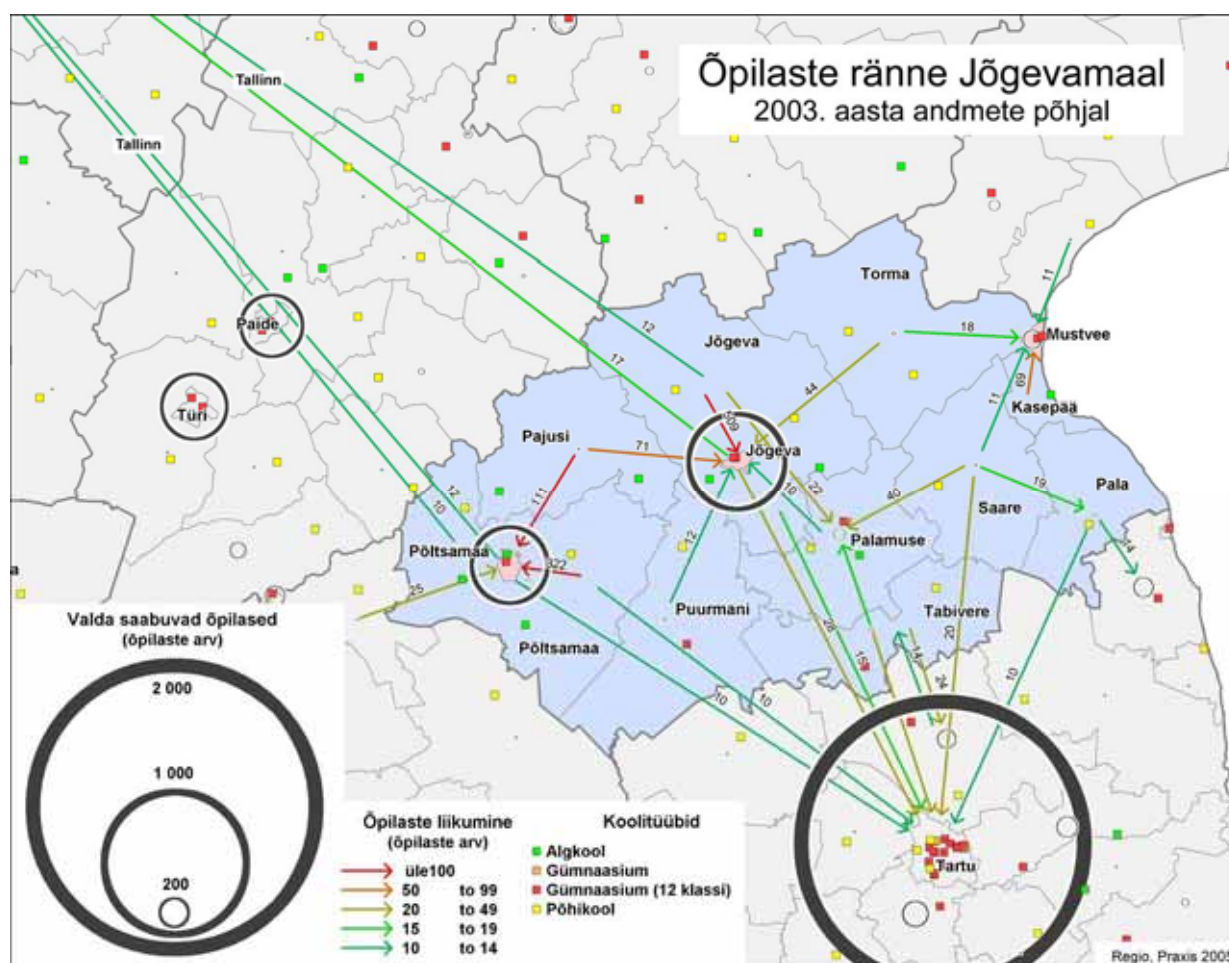 Õpilaste ränne Jõgevamaal
2003. aasta andmete põhjal
Tallinn
Tallinn
Torma
11
Paide
12
Jõgeva
18
Mustvee
17
44
69
Türi
11
Kasepää
509
Pajusi
71
Jõgeva
111
12
10
22
10
40
19
Pala
Saare
Põltsamaa
322
12
Palamuse
14
25
Puurmani
Tabivere
Põltsamaa
28
15
14
24
20
10
10
10
Tartu
Valda saabuvad õpilased
(õpilaste arv)
2 000
1 000
200
Õpilaste liikumine
(õpilaste arv)
üle100
50 to 99
20 to 49
15 to 19
10 to 14
Koolitüübid
Algkool
Gümnaasium
Gümnaasium (12 klassi)
Põhikool
Regio, Praxis